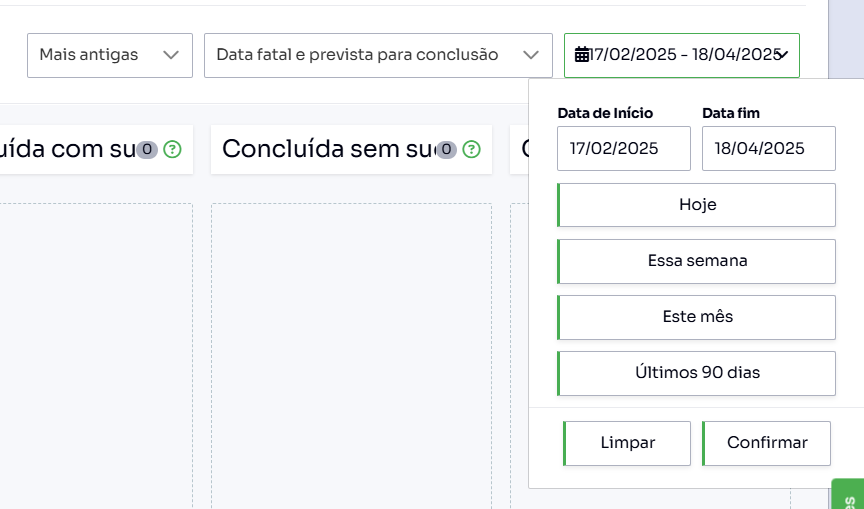 Mais antigas
Data fatal e prevista para conclusão
17/02/2025 - 18/04/2025
Data de Início
Data fim
17/02/2025
18/04/2025
uída com su
0
Concluída sem su
0
Hoje
Essa semana
Este mês
Últimos 90 dias
Limpar
Confirmar
es